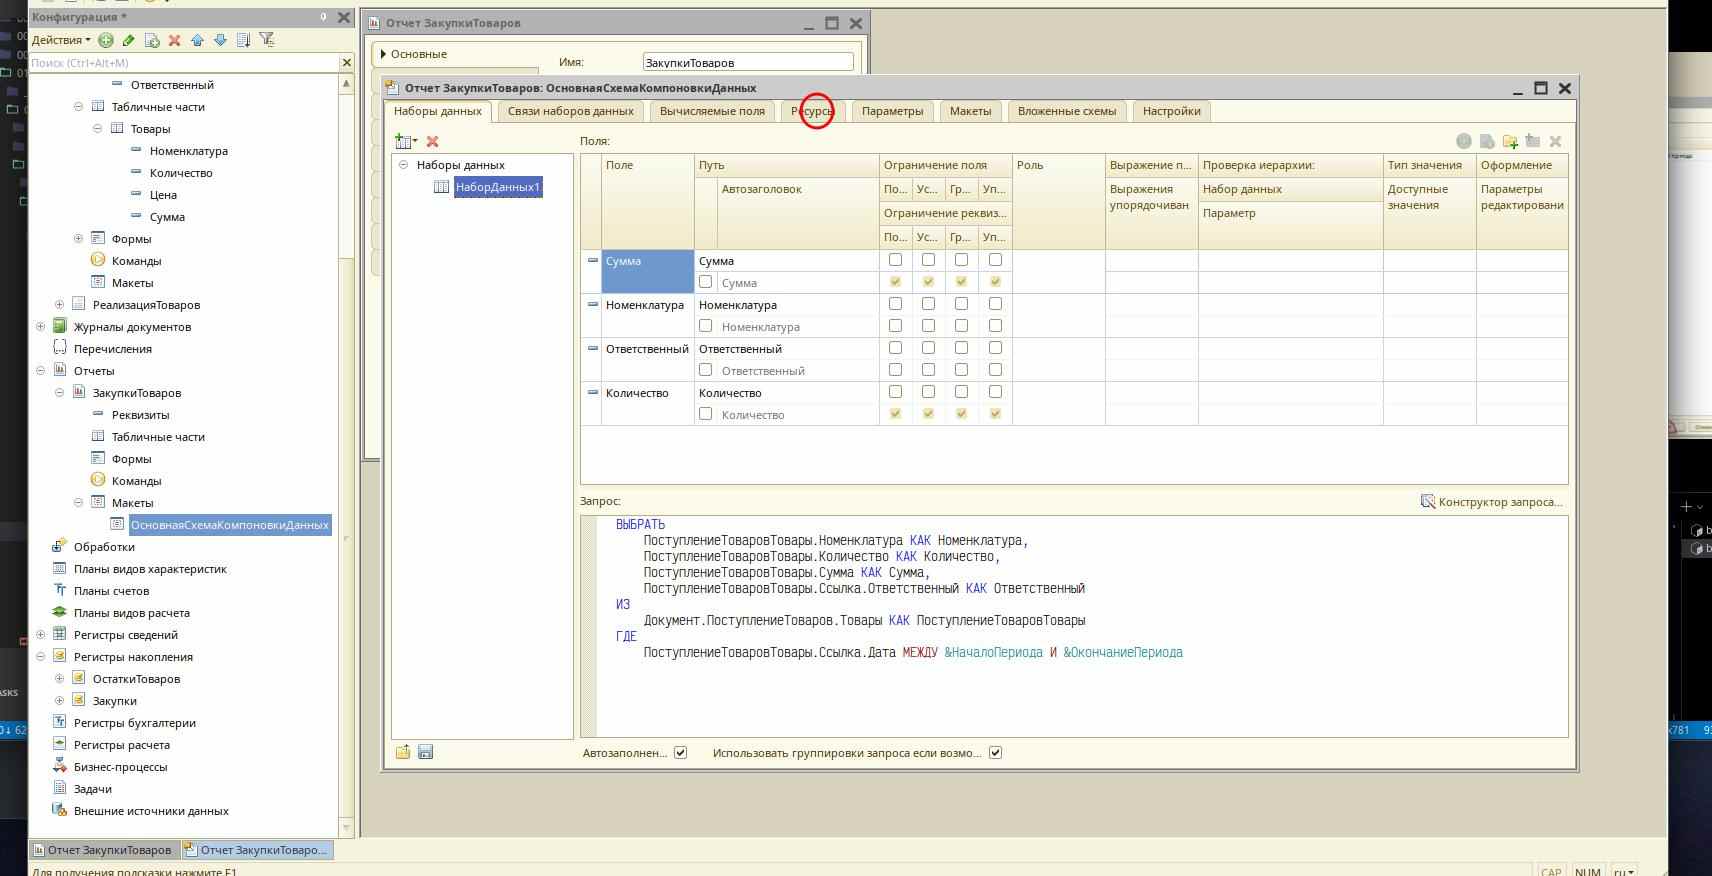 Конфигурация *
Действия
Поиск (Ctrl+Alt+M)
Ответственный
Табличные части
Товары
Номенклатура
Количество
Цена
Сумма
Формы
Команды
Макеты
РеализацияТоваров
Журналы документов
Перечисления
Отчеты
ЗакупкиТоваров
Реквизиты
Табличные части
Формы
Команды
Макеты
ОсновнаяСхемаКомпоновкиДанных
Обработки
Планы видов характеристик
Планы счетов
Планы видов расчета
Регистры сведений
Регистры накопления
ОстаткиТоваров
Закупки
Регистры бухгалтерии
Регистры расчета
Бизнес-процессы
Задачи
Внешние источники данных
Отчет ЗакупкиТоваров
Основные
Имя:
ЗакупкиТоваров
Отчет ЗакупкиТоваров: ОсновнаяСхемаКомпоновкиДанных
Наборы данных Связи наборов данных Вычисляемые поля Ресурсы Параметры Макеты Вложенные схемы Настройки
Наборы данных
НаборДанных1
Поля:
Поле Путь Ограничение поля Роль Выражение п... Проверка иерархии: Тип значения Оформление
Автозаголовок По... Ус... Гр... Уп... Выражения упорядочиван Набор данных Доступные значения Параметры редактировани
Ограничение реквиз... Параметр
По... Ус... Гр... Уп...
Сумма Сумма
Сумма
Номенклатура Номенклатура
Номенклатура
Ответственный Ответственный
Ответственный
Количество Количество
Количество
Запрос: Конструктор запроса...
ВЫБРАТЬ
ПоступлениеТоваровТовары.Номенклатура КАК Номенклатура,
ПоступлениеТоваровТовары.Количество КАК Количество,
ПоступлениеТоваровТовары.Сумма КАК Сумма,
ПоступлениеТоваровТовары.Ссылка.Ответственный КАК Ответственный
ИЗ
Документ.ПоступлениеТоваров.Товары КАК ПоступлениеТоваровТовары
ГДЕ
ПоступлениеТоваровТовары.Ссылка.Дата МЕЖДУ &НачалоПериода И &ОкончаниеПериода
Автозаполнен... Использовать группировки запроса если возмо...
Отчет ЗакупкиТоваров Отчет ЗакупкиТоваро...
Для получения подсказки нажмите F1
CAP NUM ru